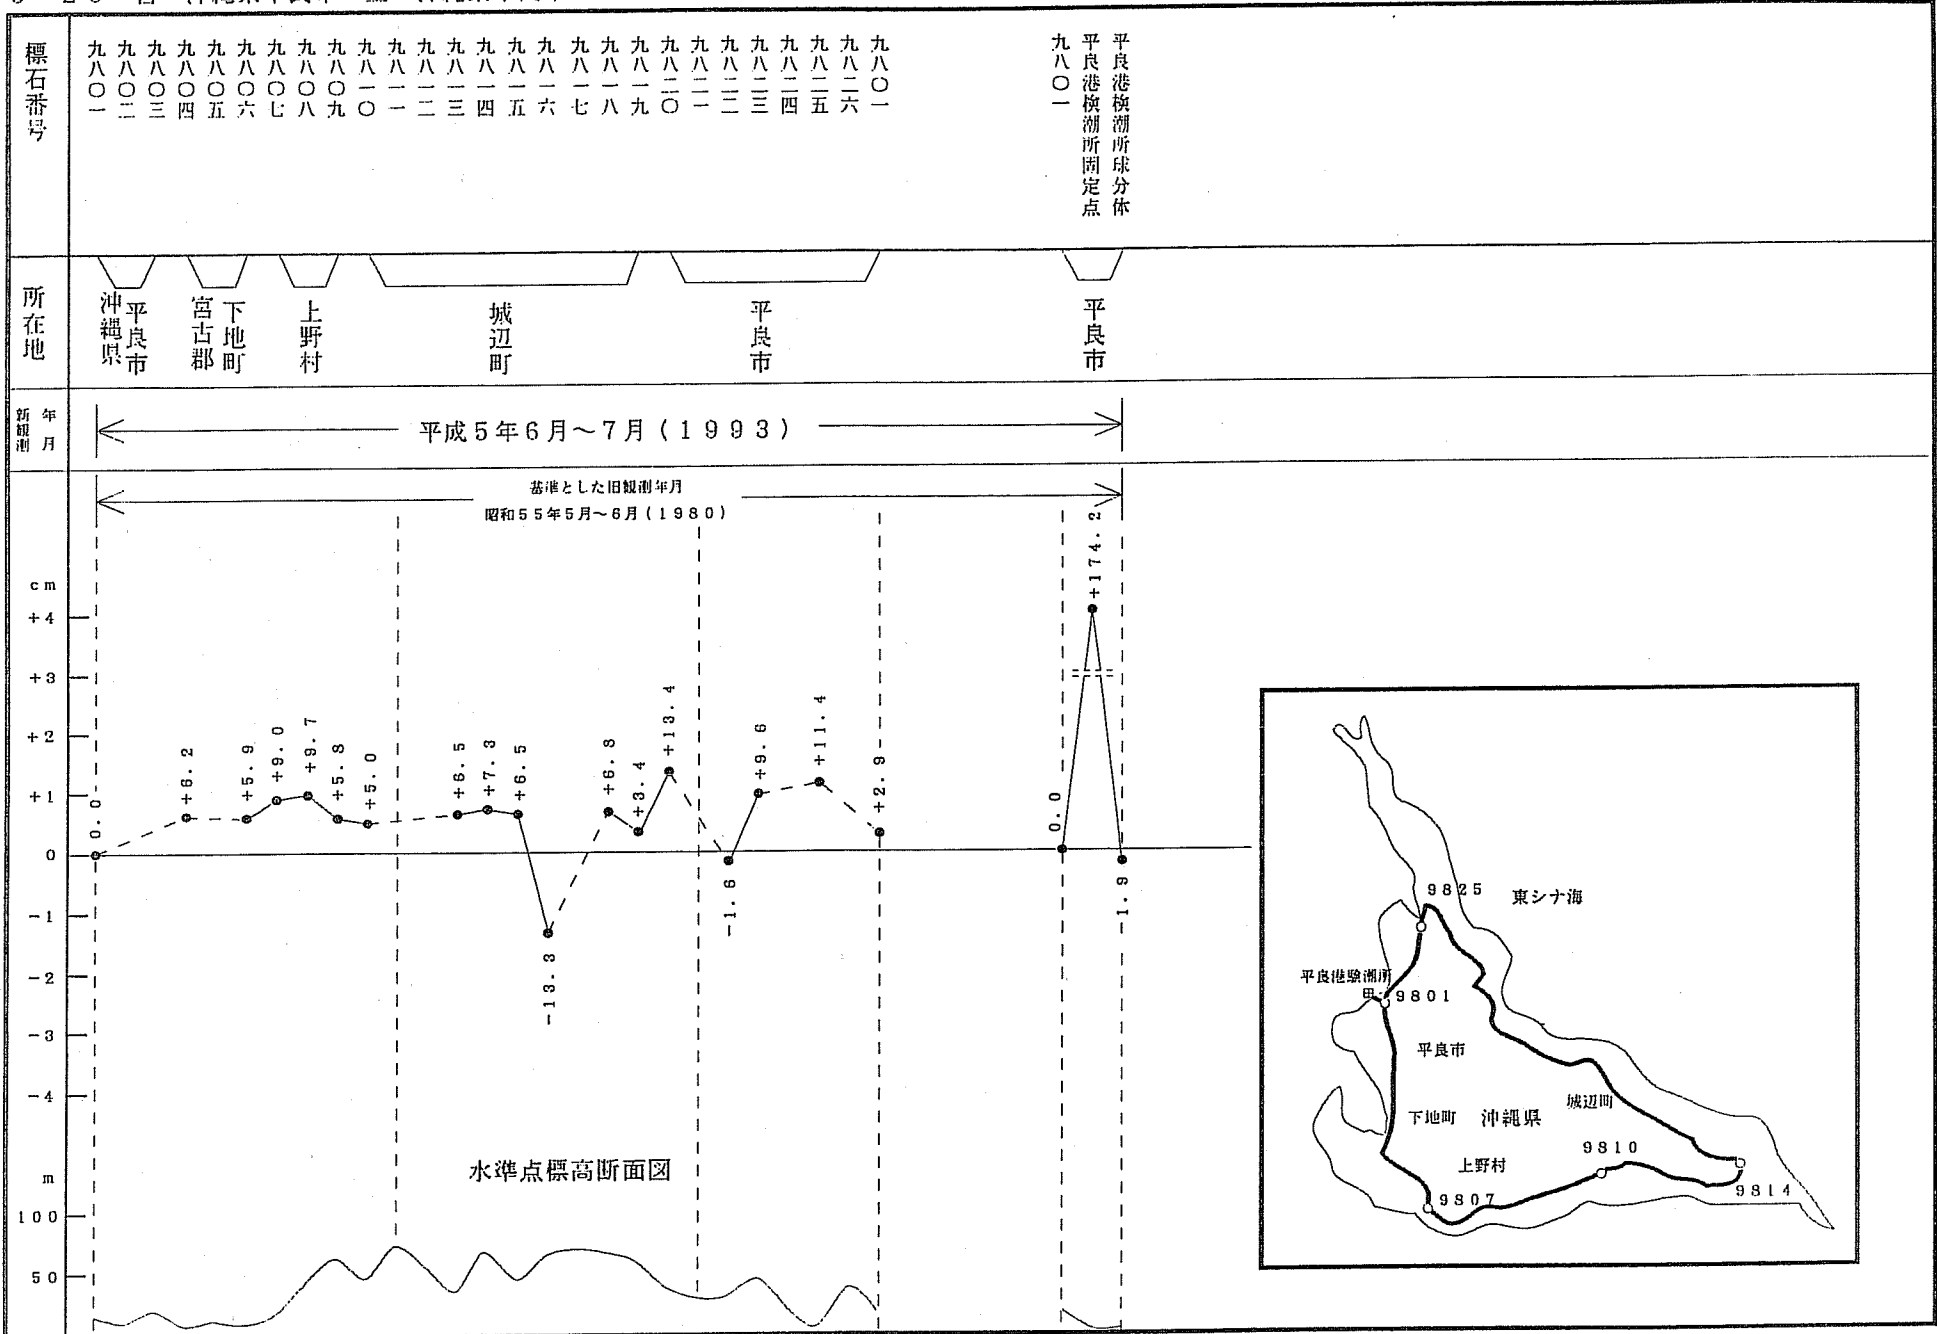 標石番号
九八〇一
九八〇二
九八〇三
九八〇四
九八〇五
九八〇六
九八〇七
九八〇八
九八〇九
九八一〇
九八一一
九八一二
九八一三
九八一四
九八一五
九八一六
九八一七
九八一八
九八一九
九八二〇
九八二一
九八二二
九八二三
九八二四
九八二五
九八二六
九八〇一
九八〇一
平良港検潮所固定点
平良港検潮所球分体
所在地
沖縄県
平良市
宮古郡
下地町
上野村
城辺町
平良市
平良市
新観測
年月
平成5年6月～7月(1993)
基準とした旧観測年月
昭和55年5月～6月(1980)
cm
+4
+3
+2
+1
0
-1
-2
-3
-4
0.0
+6.2
+5.9
+9.0
+9.7
+5.8
+5.0
+6.5
+7.3
+6.5
-13.3
+6.8
+3.4
+13.4
-1.6
+9.6
+11.4
+2.9
0.0
+174.2
-1.9
水準点標高断面図
m
100
50
9825
東シナ海
平良港験潮所
9801
平良市
下地町
沖縄県
城辺町
上野村
9810
9807
9814